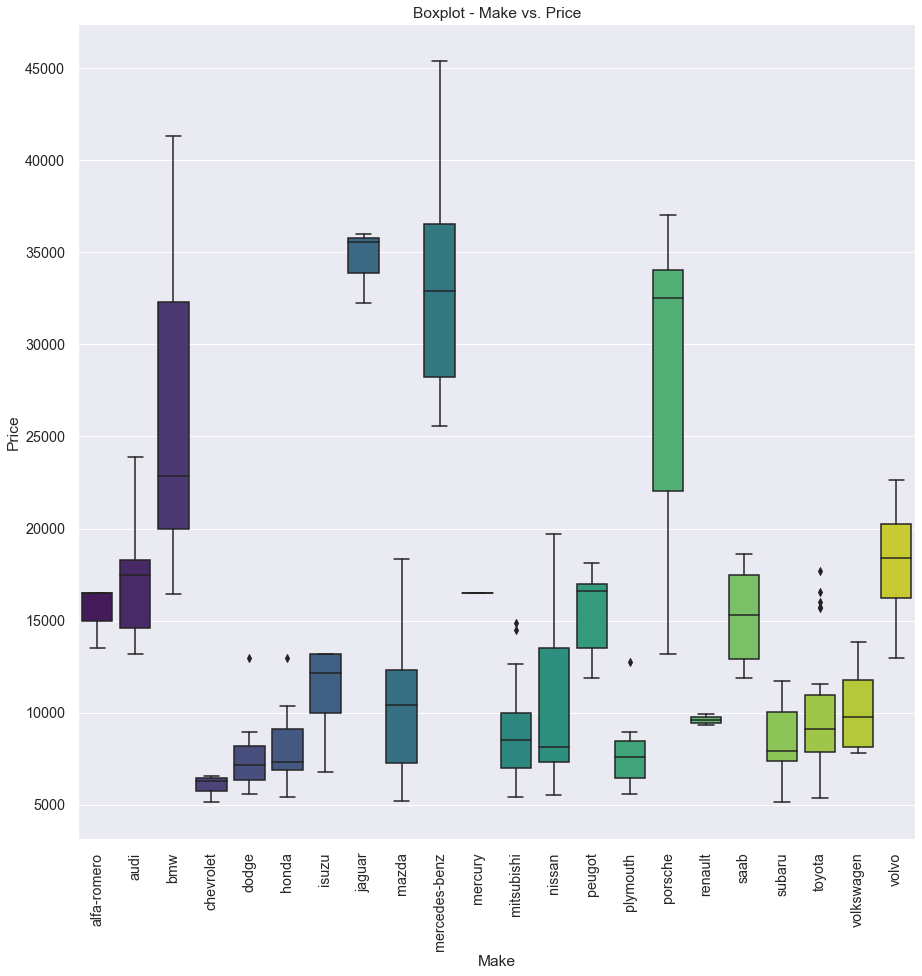 Boxplot - Make vs. Price
45000
40000
35000
30000
25000
20000
15000
10000
5000
Price
alfa-romero
audi
bmw
chevrolet
dodge
honda
isuzu
jaguar
mazda
mercedes-benz
mercury
mitsubishi
nissan
peugot
plymouth
porsche
renault
saab
subaru
toyota
volkswagen
volvo
Make